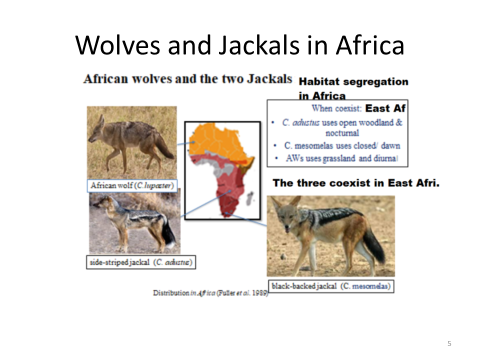 Wolves and Jackals in Africa
African wolves and the two Jackals
Habitat segregation
in Africa
When coexist: East Af
• C. adustus uses open woodland &
nocturnal
• C. mesomelas uses closed/ dawn
• AWs uses grassland and diurnal
African wolf (C.lupaster)
The three coexist in East Afri.
side-striped jackal (C. adustus)
black-backed jackal (C. mesomelas)
Distribution in Africa (Fuller et al. 1989)
5